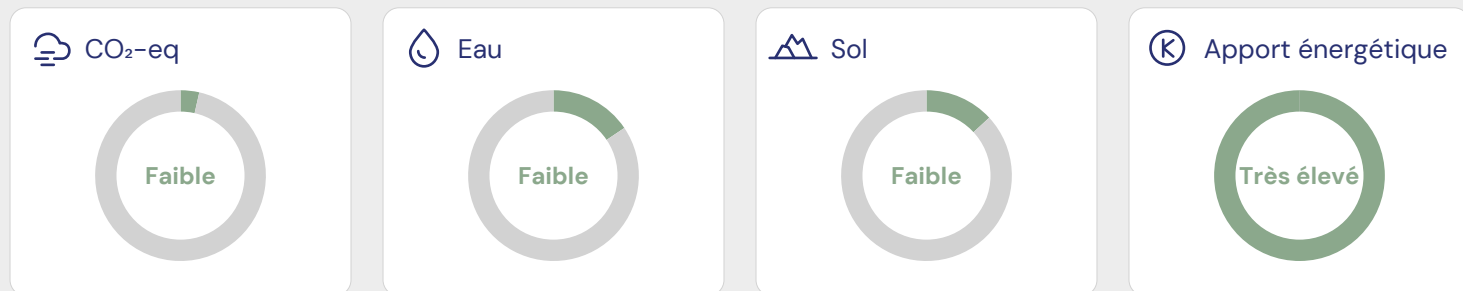 CO₂-eq
Faible
Eau
Faible
Sol
Faible
Apport énergétique
Très élevé